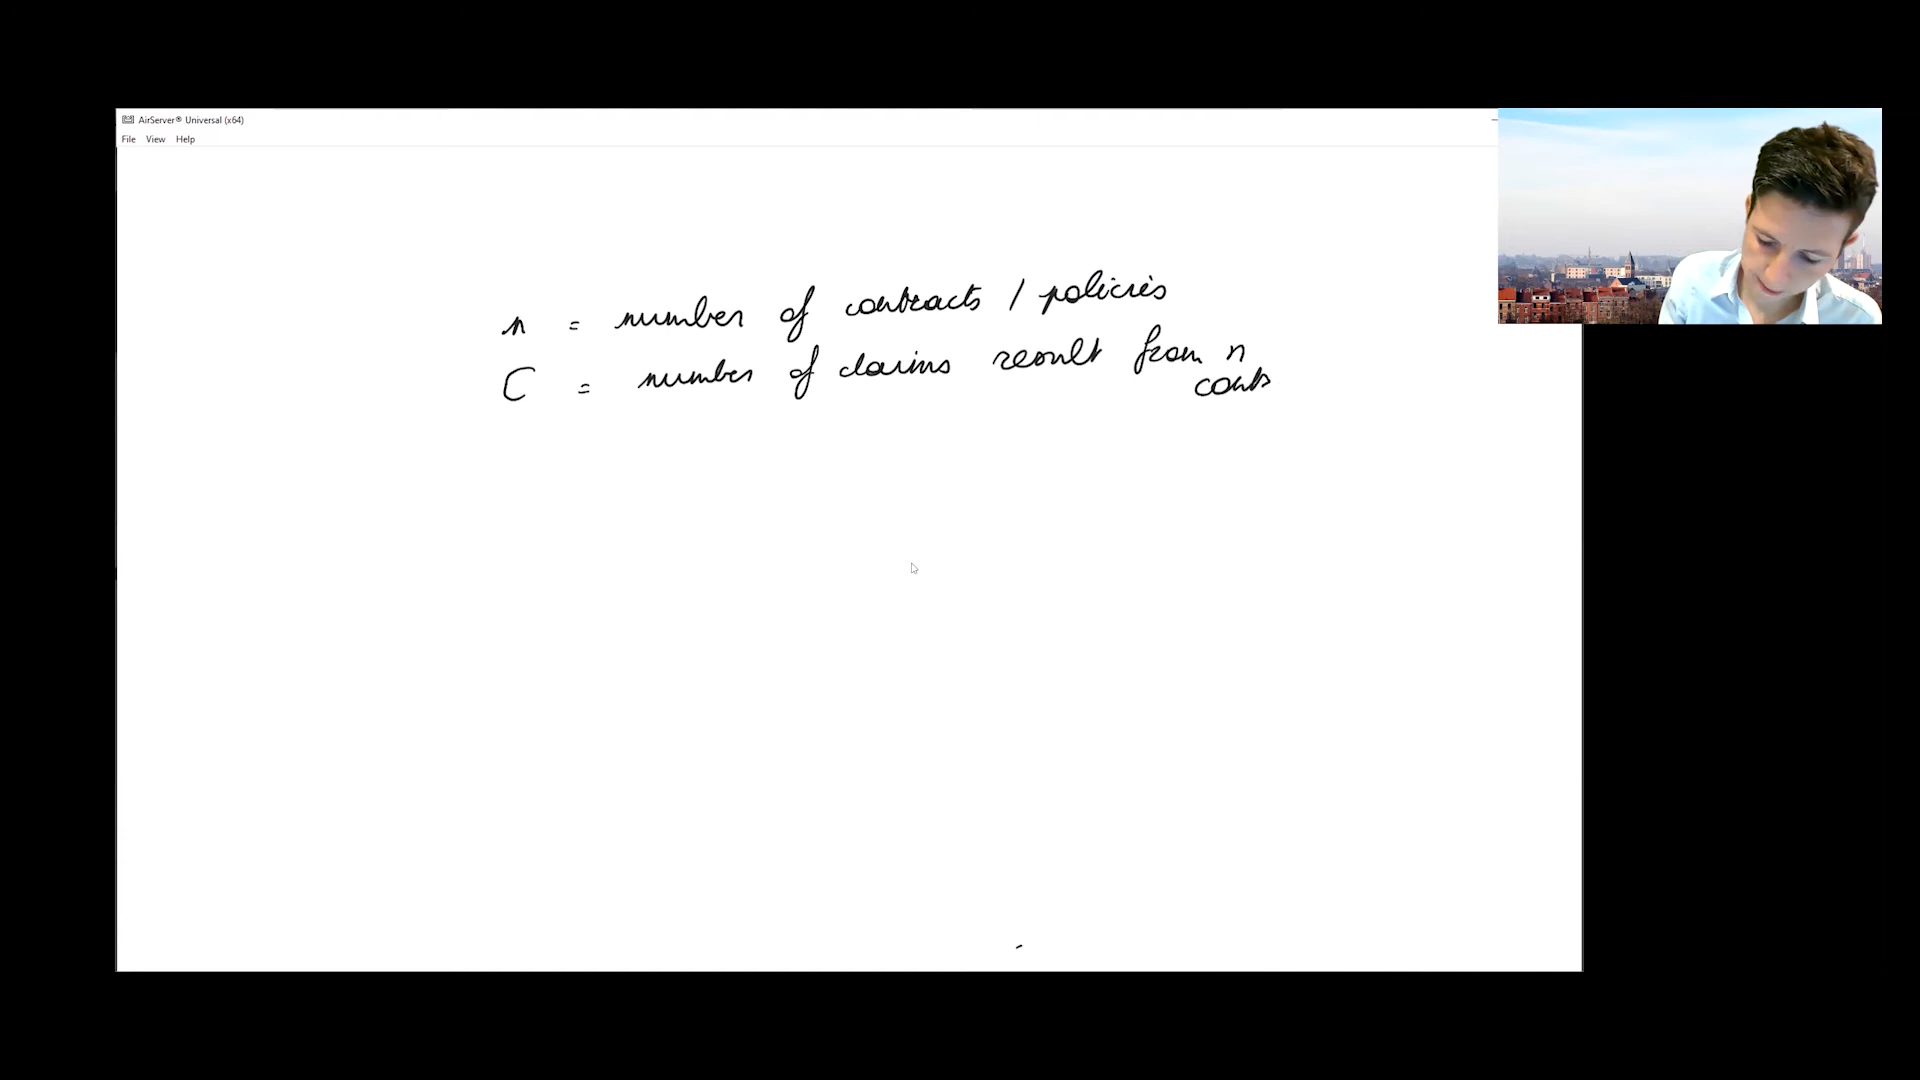 AirServer® Universal (x64)
File View Help
n = number of contracts / policies
C = number of claims result from n
conts